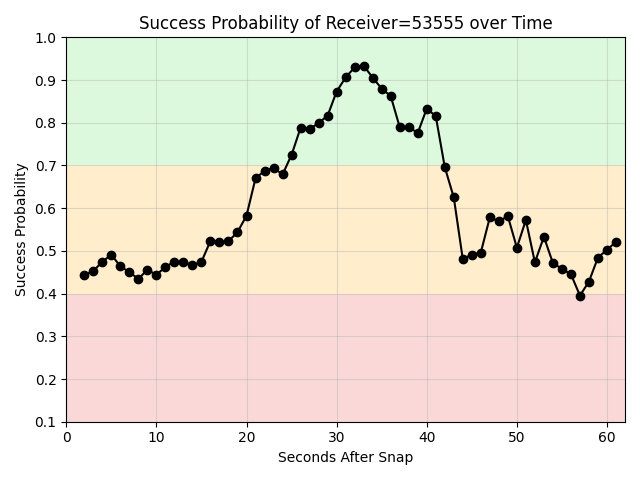 Success Probability of Receiver=53555 over Time
1.0
0.9
0.8
0.7
0.6
0.5
0.4
0.3
0.2
0.1
Success Probability
0 10 20 30 40 50 60
Seconds After Snap